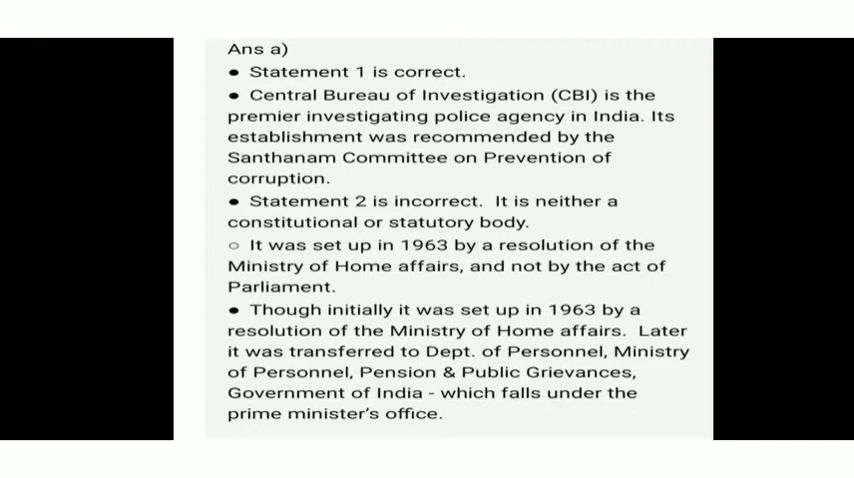 Ans a)
● Statement 1 is correct.
● Central Bureau of Investigation (CBI) is the
premier investigating police agency in India. Its
establishment was recommended by the
Santhanam Committee on Prevention of
corruption.
● Statement 2 is incorrect. It is neither a
constitutional or statutory body.
○ It was set up in 1963 by a resolution of the
Ministry of Home affairs, and not by the act of
Parliament.
● Though initially it was set up in 1963 by a
resolution of the Ministry of Home affairs. Later
it was transferred to Dept. of Personnel, Ministry
of Personnel, Pension & Public Grievances,
Government of India - which falls under the
prime minister's office.